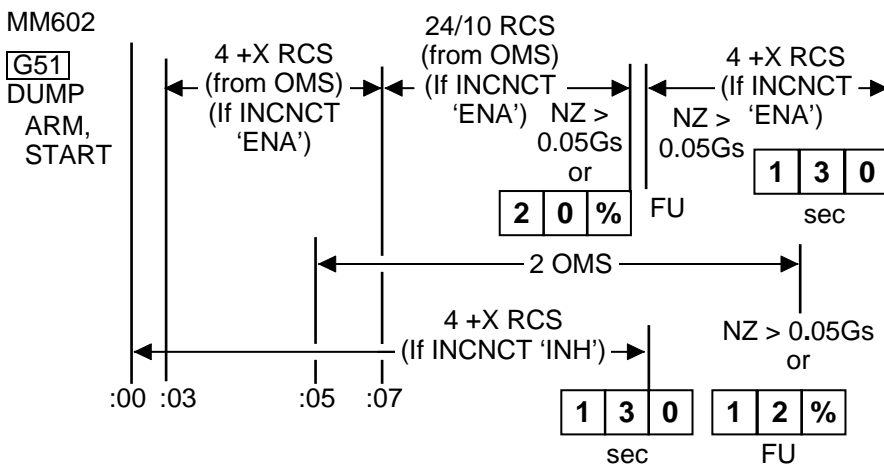 MM602
G51
DUMP
ARM,
START
4 +X RCS
(from OMS)
(If INCNCT
‘ENA’)
24/10 RCS
(from OMS)
(If INCNCT
‘ENA’)
NZ >
0.05Gs
or
2 0 %
FU
4 +X RCS
(If INCNCT
‘ENA’)
NZ >
0.05Gs
1 3 0
sec
2 OMS
4 +X RCS
(If INCNCT ‘INH’)
NZ > 0.05Gs
or
:00 :03 :05 :07
1 3 0
sec
1 2 %
FU